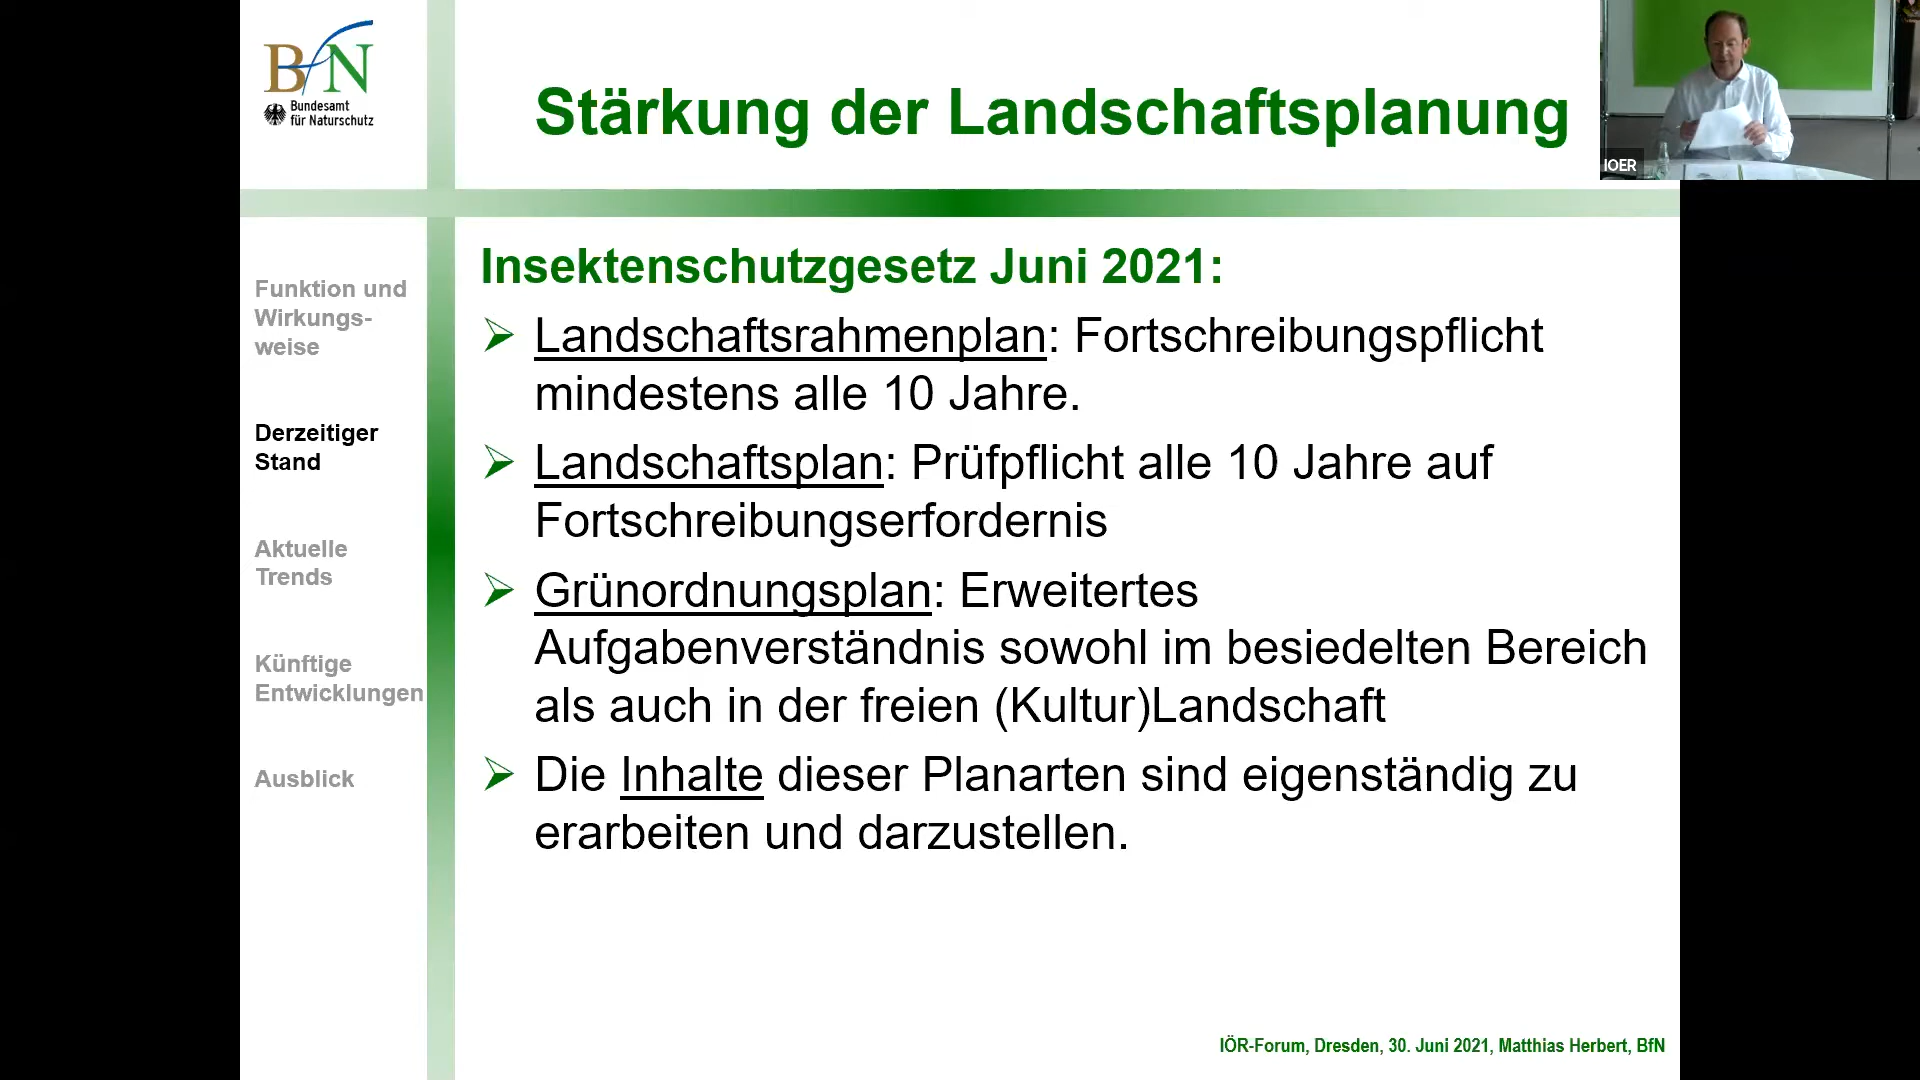 BfN
Bundesamt
für Naturschutz
Stärkung der Landschaftsplanung
IOER
Funktion und
Wirkungs-
weise
Derzeitiger
Stand
Aktuelle
Trends
Künftige
Entwicklungen
Ausblick
Insektenschutzgesetz Juni 2021:
Landschaftsrahmenplan: Fortschreibungspflicht
mindestens alle 10 Jahre.
Landschaftsplan: Prüfpflicht alle 10 Jahre auf
Fortschreibungserfordernis
Grünordnungsplan: Erweitertes
Aufgabenverständnis sowohl im besiedelten Bereich
als auch in der freien (Kultur)Landschaft
Die Inhalte dieser Planarten sind eigenständig zu
erarbeiten und darzustellen.
IÖR-Forum, Dresden, 30. Juni 2021, Matthias Herbert, BfN